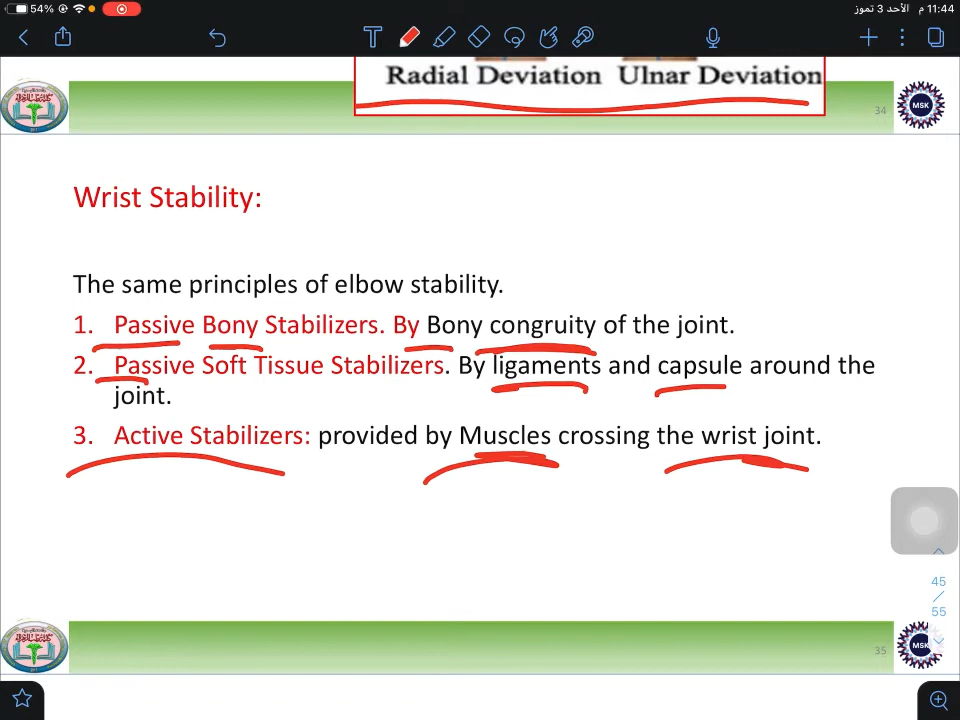 54%
11:44 م الأحد 3 تموز
Radial Deviation Ulnar Deviation
34
MSK
Wrist Stability:
The same principles of elbow stability.
1. Passive Bony Stabilizers. By Bony congruity of the joint.
2. Passive Soft Tissue Stabilizers. By ligaments and capsule around the
joint.
3. Active Stabilizers: provided by Muscles crossing the wrist joint.
45
/
55
35
MSK